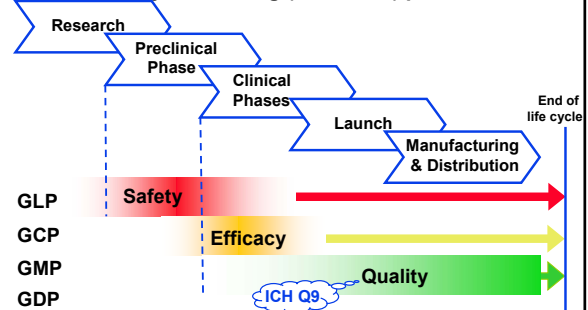 Research
Preclinical
Phase
Clinical
Phases
Launch
Manufacturing
& Distribution
End of
life cycle
GLP
Safety
GCP
Efficacy
GMP
Quality
GDP
ICH Q9